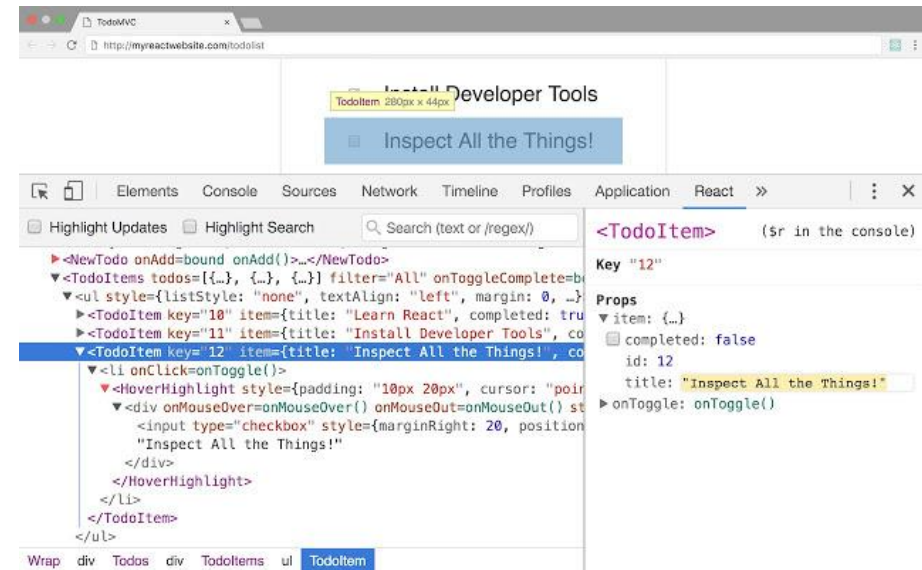 TodoMVC
http://myreactwebsite.com/todolist
Install Developer Tools
TodoItem 280px × 44px
Inspect All the Things!
Elements Console Sources Network Timeline Profiles Application React »
Highlight Updates Highlight Search Search (text or /regex/)
<NewTodo onAdd=bound onAdd()>…</NewTodo>
<TodoItems todos=[{…}, {…}, {…}] filter="All" onToggleComplete=b
<ul style={listStyle: "none", textAlign: "left", margin: 0, …}
<TodoItem key="10" item={title: "Learn React", completed: tru
<TodoItem key="11" item={title: "Install Developer Tools", co
<TodoItem key="12" item={title: "Inspect All the Things!", co
<li onClick=onToggle()>
<HoverHighlight style={padding: "10px 20px", cursor: "poin
<div onMouseOver=onMouseOver() onMouseOut=onMouseOut() st
<input type="checkbox" style={marginRight: 20, position
"Inspect All the Things!"
</div>
</HoverHighlight>
</li>
</TodoItem>
</ul>
Wrap div Todos div TodoItems ul TodoItem
<TodoItem> ($r in the console)
Key "12"
Props
item: {…}
completed: false
id: 12
title: "Inspect All the Things!"
onToggle: onToggle()